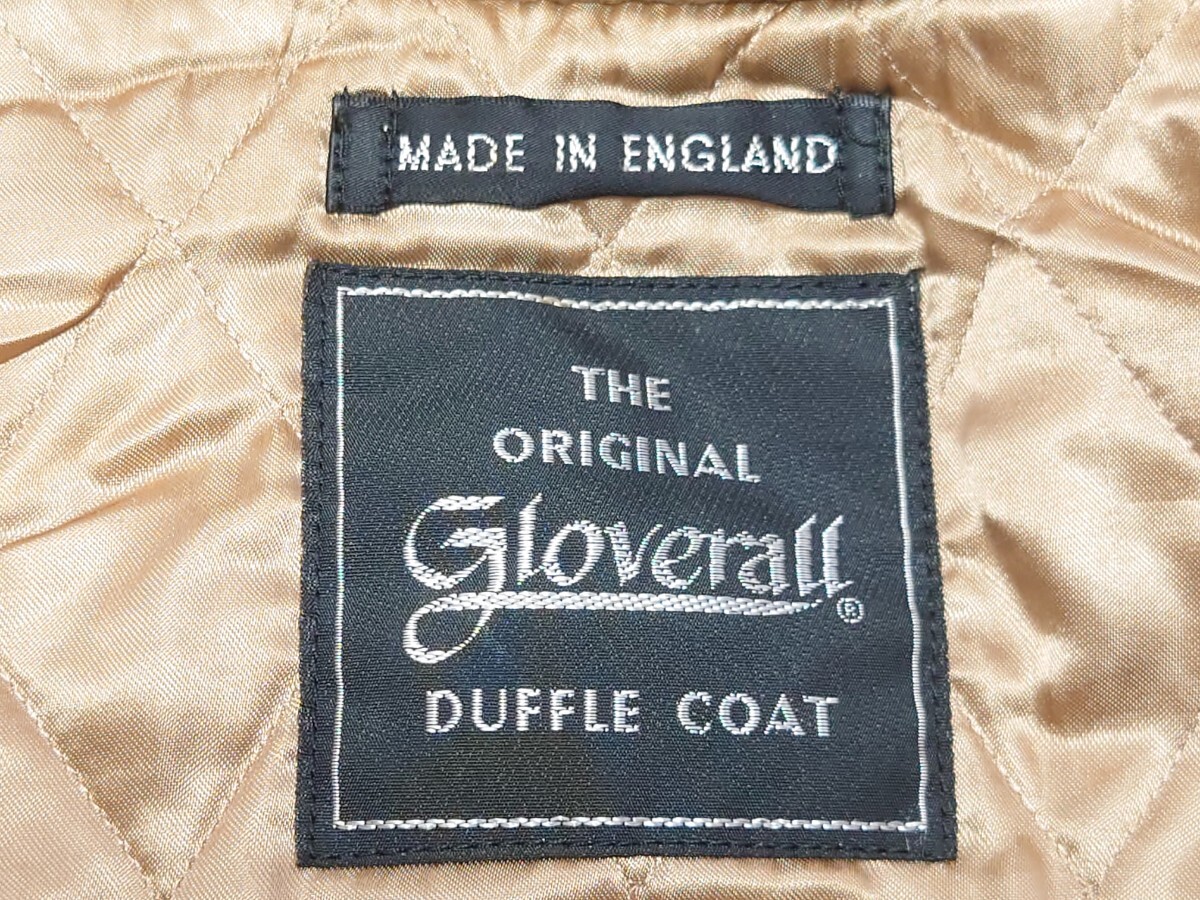 MADE IN ENGLAND
THE
ORIGINAL
Gloverall®
DUFFLE COAT